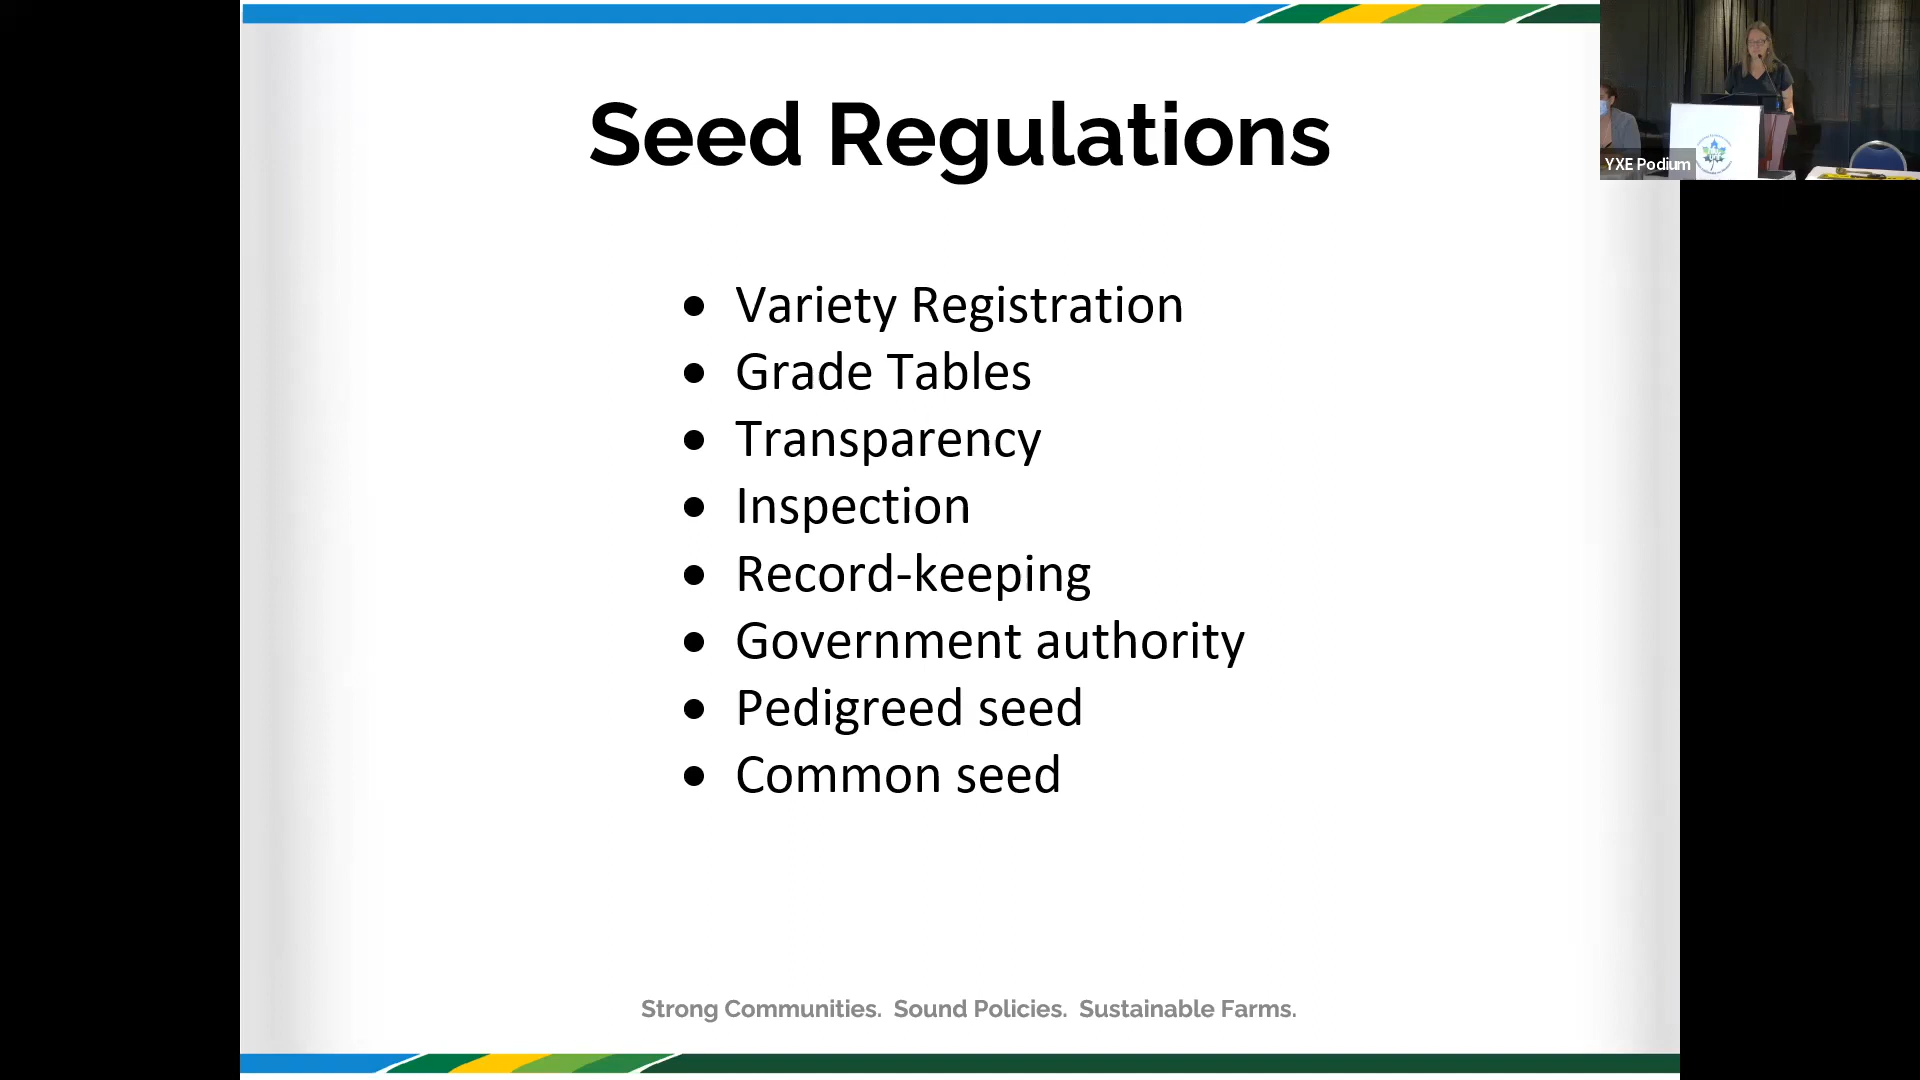 Seed Regulations
• Variety Registration
• Grade Tables
• Transparency
• Inspection
• Record-keeping
• Government authority
• Pedigreed seed
• Common seed
Strong Communities. Sound Policies. Sustainable Farms.
YXE Podium